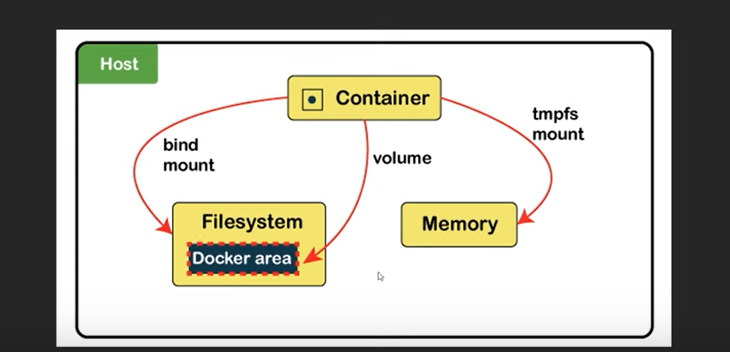 Host
Container
tmpfs
mount
bind
mount
volume
Filesystem
Memory
Docker area